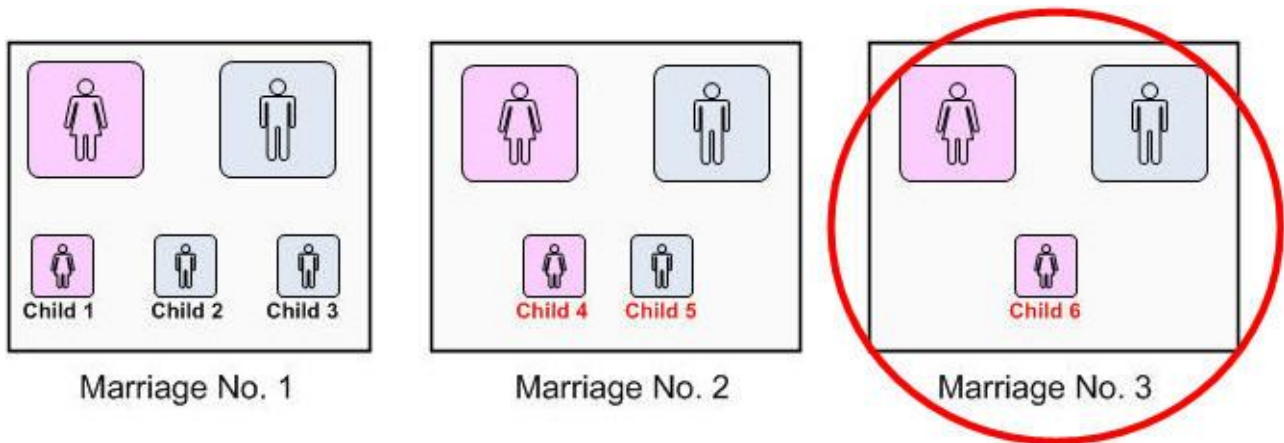 Child 1 Child 2 Child 3
Marriage No. 1
Child 4 Child 5
Marriage No. 2
Child 6
Marriage No. 3